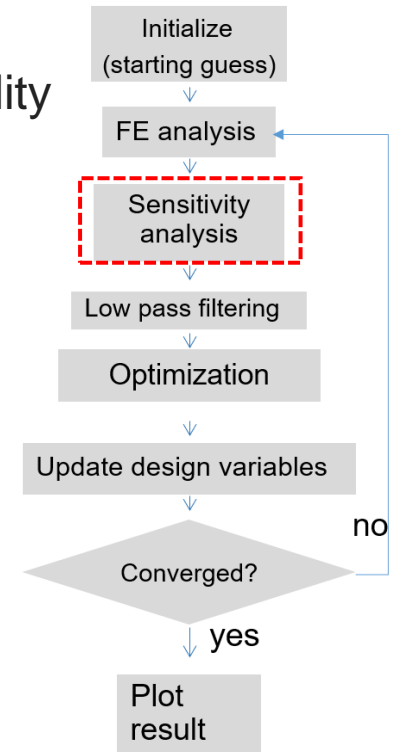 Initialize
(starting guess)
lity
FE analysis
Sensitivity
analysis
Low pass filtering
Optimization
Update design variables
no
Converged?
yes
Plot
result